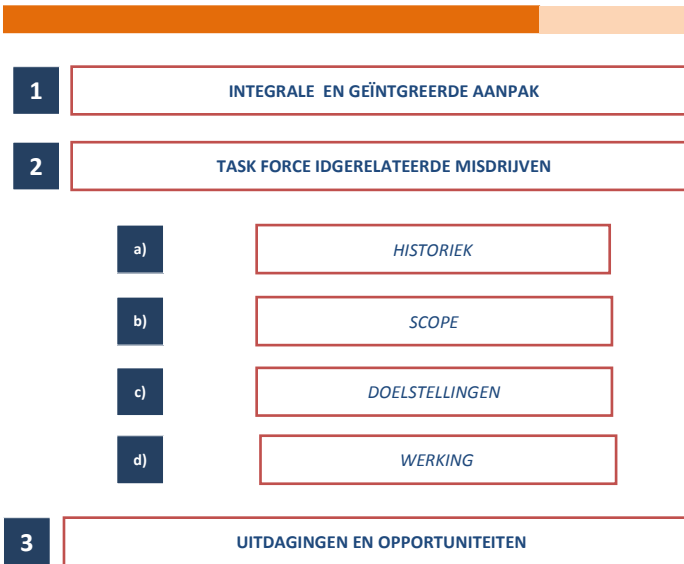 1 INTEGRALE EN GEÏNTGREERDE AANPAK
2 TASK FORCE IDGERELATEERDE MISDRIJVEN
a) HISTORIEK
b) SCOPE
c) DOELSTELLINGEN
d) WERKING
3 UITDAGINGEN EN OPPORTUNITEITEN